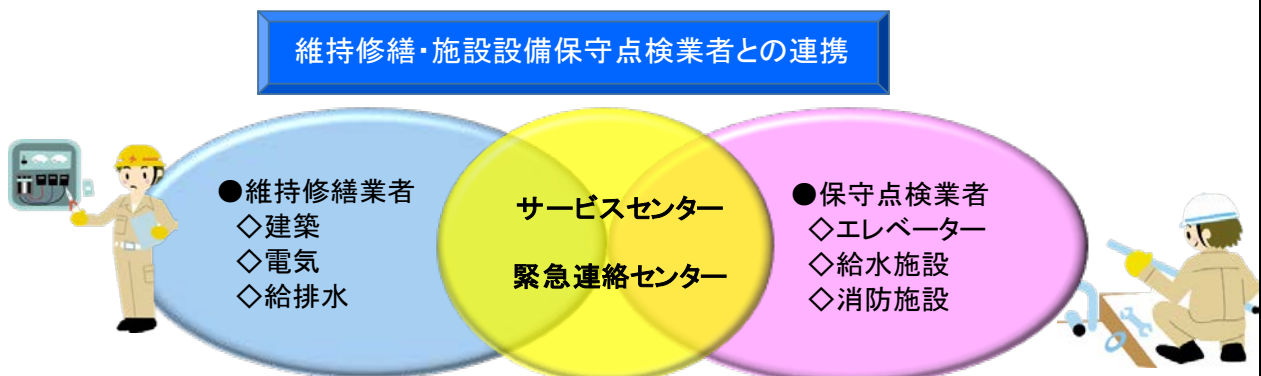 維持修繕・施設設備保守点検業者との連携
●維持修繕業者
◇建築
◇電気
◇給排水
サービスセンター
緊急連絡センター
●保守点検業者
◇エレベーター
◇給水施設
◇消防施設